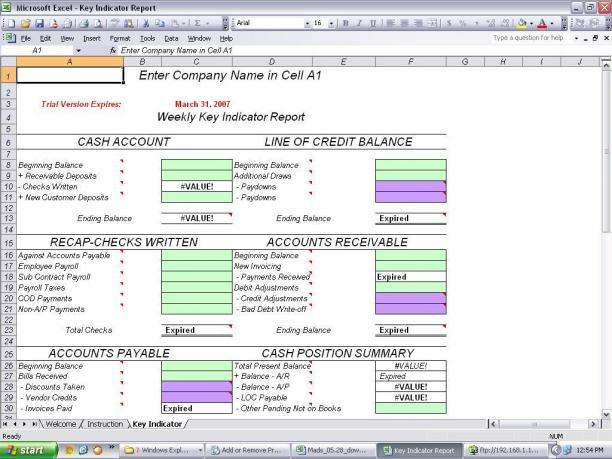 Microsoft Excel - Key Indicator Report
File Edit View Insert Format Tools Data Window Help Type a question for help
Arial 16 B I U $ %
A1 fx Enter Company Name in Cell A1
A B C D E F G H I J
1 Enter Company Name in Cell A1
2
3 Trial Version Expires: March 31, 2007
4 Weekly Key Indicator Report
5
6 CASH ACCOUNT LINE OF CREDIT BALANCE
7
8 Beginning Balance Beginning Balance
9 + Receivable Deposits Additional Draws
10 - Checks Written #VALUE! - Paydowns
11 + New Customer Deposits - Paydowns
12
13 Ending Balance #VALUE! Ending Balance Expired
14
15 RECAP-CHECKS WRITTEN ACCOUNTS RECEIVABLE
16 Against Accounts Payable Beginning Balance
17 Employee Payroll New Invoicing
18 Sub Contract Payroll - Payments Received Expired
19 Payroll Taxes Debit Adjustments
20 COD Payments - Credit Adjustments
21 Non-A/P Payments - Bad Debt Write-off
22
23 Total Checks Expired Ending Balance Expired
24
25 ACCOUNTS PAYABLE CASH POSITION SUMMARY
26 Beginning Balance Total Present Balance #VALUE!
27 Bills Received + Balance - A/R Expired
28 - Discounts Taken - Balance - A/P #VALUE!
29 - Vendor Credits - LOC Payable #VALUE!
30 - Invoices Paid Expired - Other Pending Not on Books
Welcome / Instruction \ Key Indicator /
Ready NUM
start 7 Windows Expl... Add or Remove Pr... Mads_05.28_dow... Key Indicator Report ftp://192.168.1.1... 12:54 PM